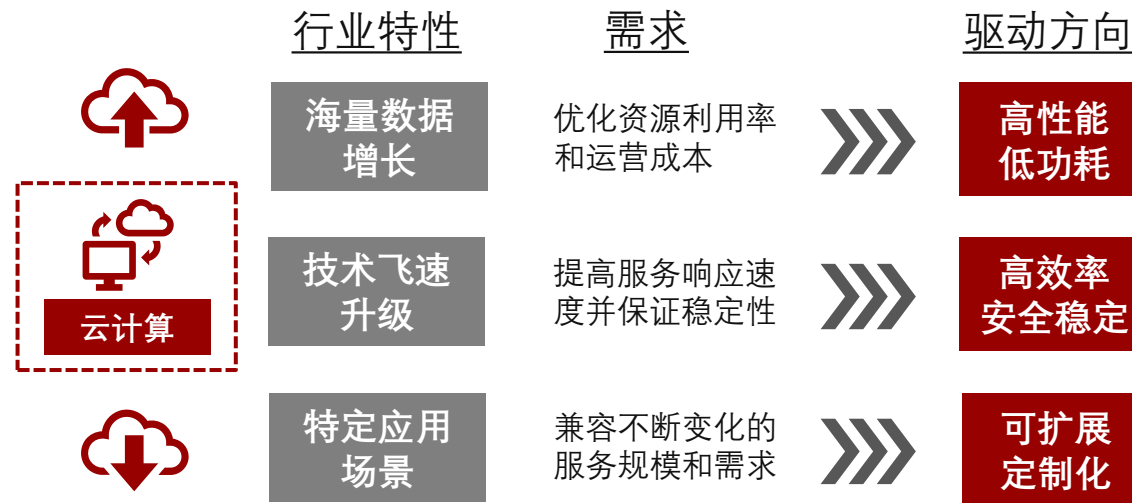 行业特性
需求
驱动方向
海量数据
增长
优化资源利用率
和运营成本
高性能
低功耗
云计算
技术飞速
升级
提高服务响应速
度并保证稳定性
高效率
安全稳定
特定应用
场景
兼容不断变化的
服务规模和需求
可扩展
定制化